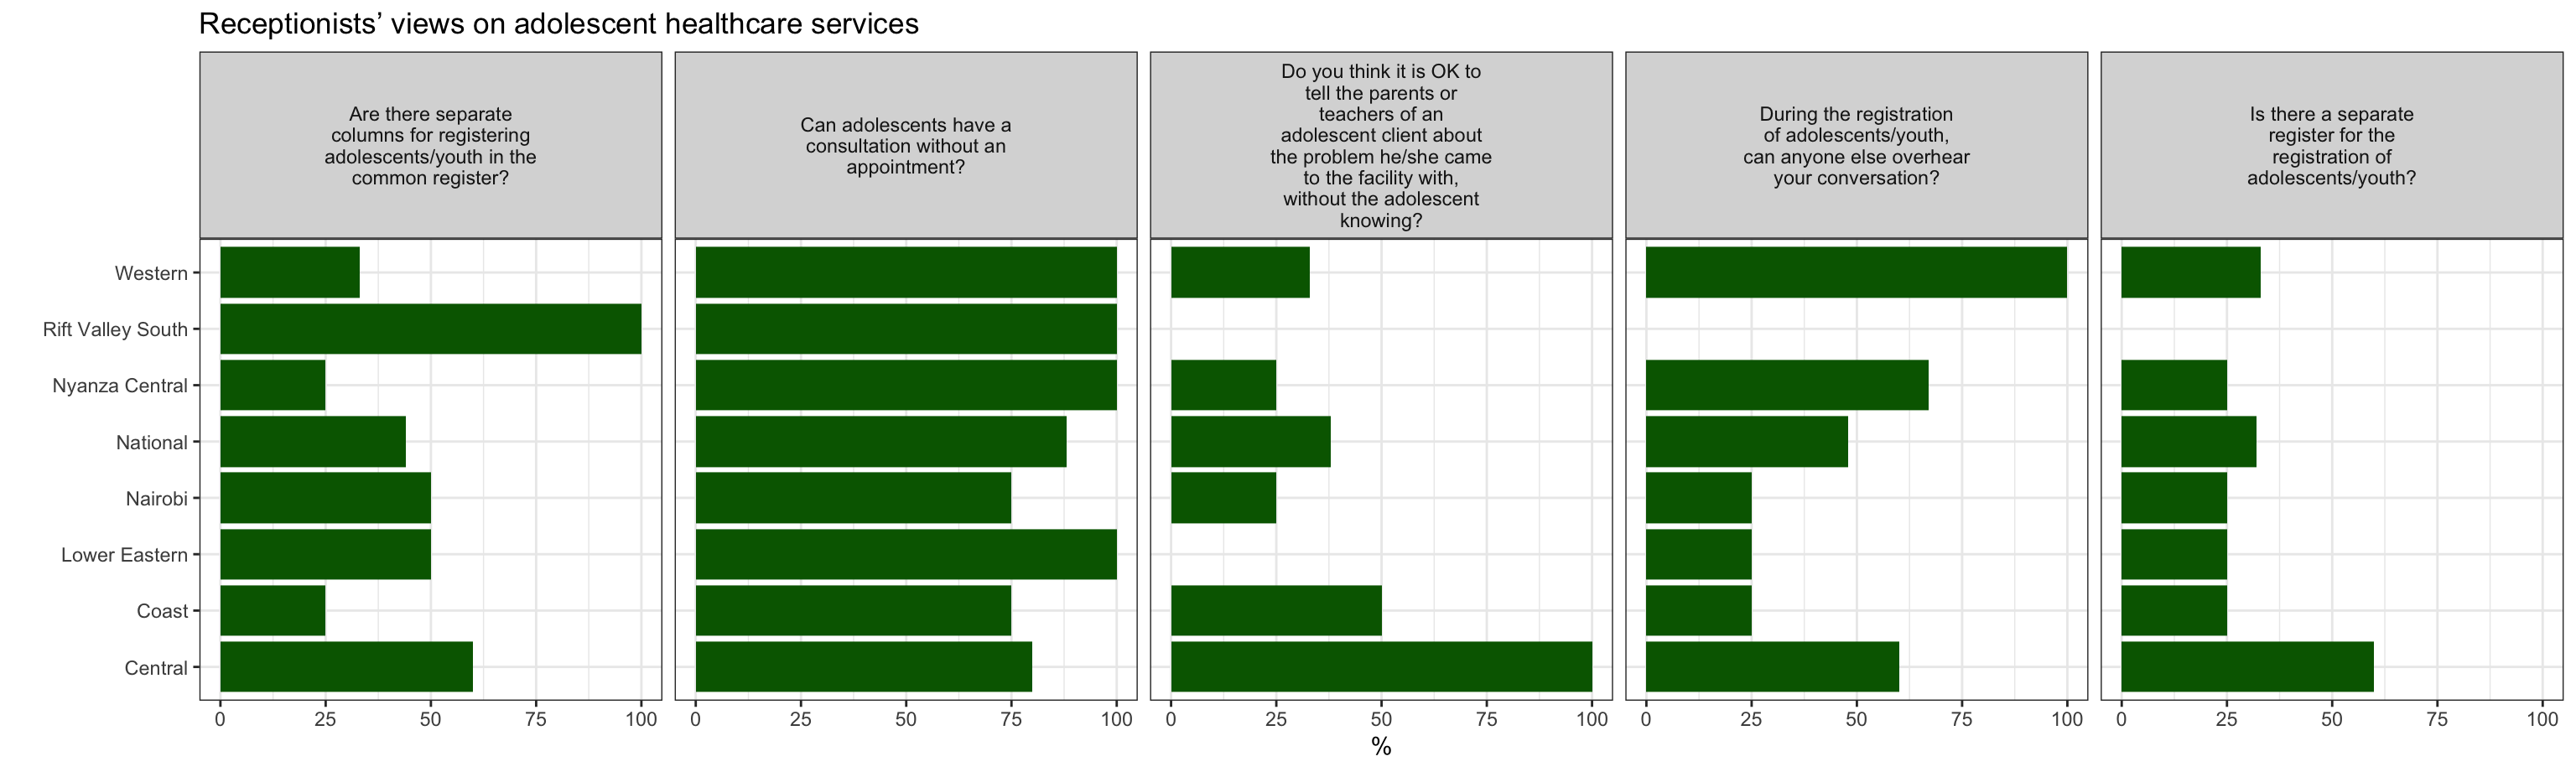 Receptionists’ views on adolescent healthcare services
Are there separate
columns for registering
adolescents/youth in the
common register?
Can adolescents have a
consultation without an
appointment?
Do you think it is OK to
tell the parents or
teachers of an
adolescent client about
the problem he/she came
to the facility with,
without the adolescent
knowing?
During the registration
of adolescents/youth,
can anyone else overhear
your conversation?
Is there a separate
register for the
registration of
adolescents/youth?
Western
Rift Valley South
Nyanza Central
National
Nairobi
Lower Eastern
Coast
Central
0 25 50 75 100
0 25 50 75 100
0 25 50 75 100
0 25 50 75 100
0 25 50 75 100
%